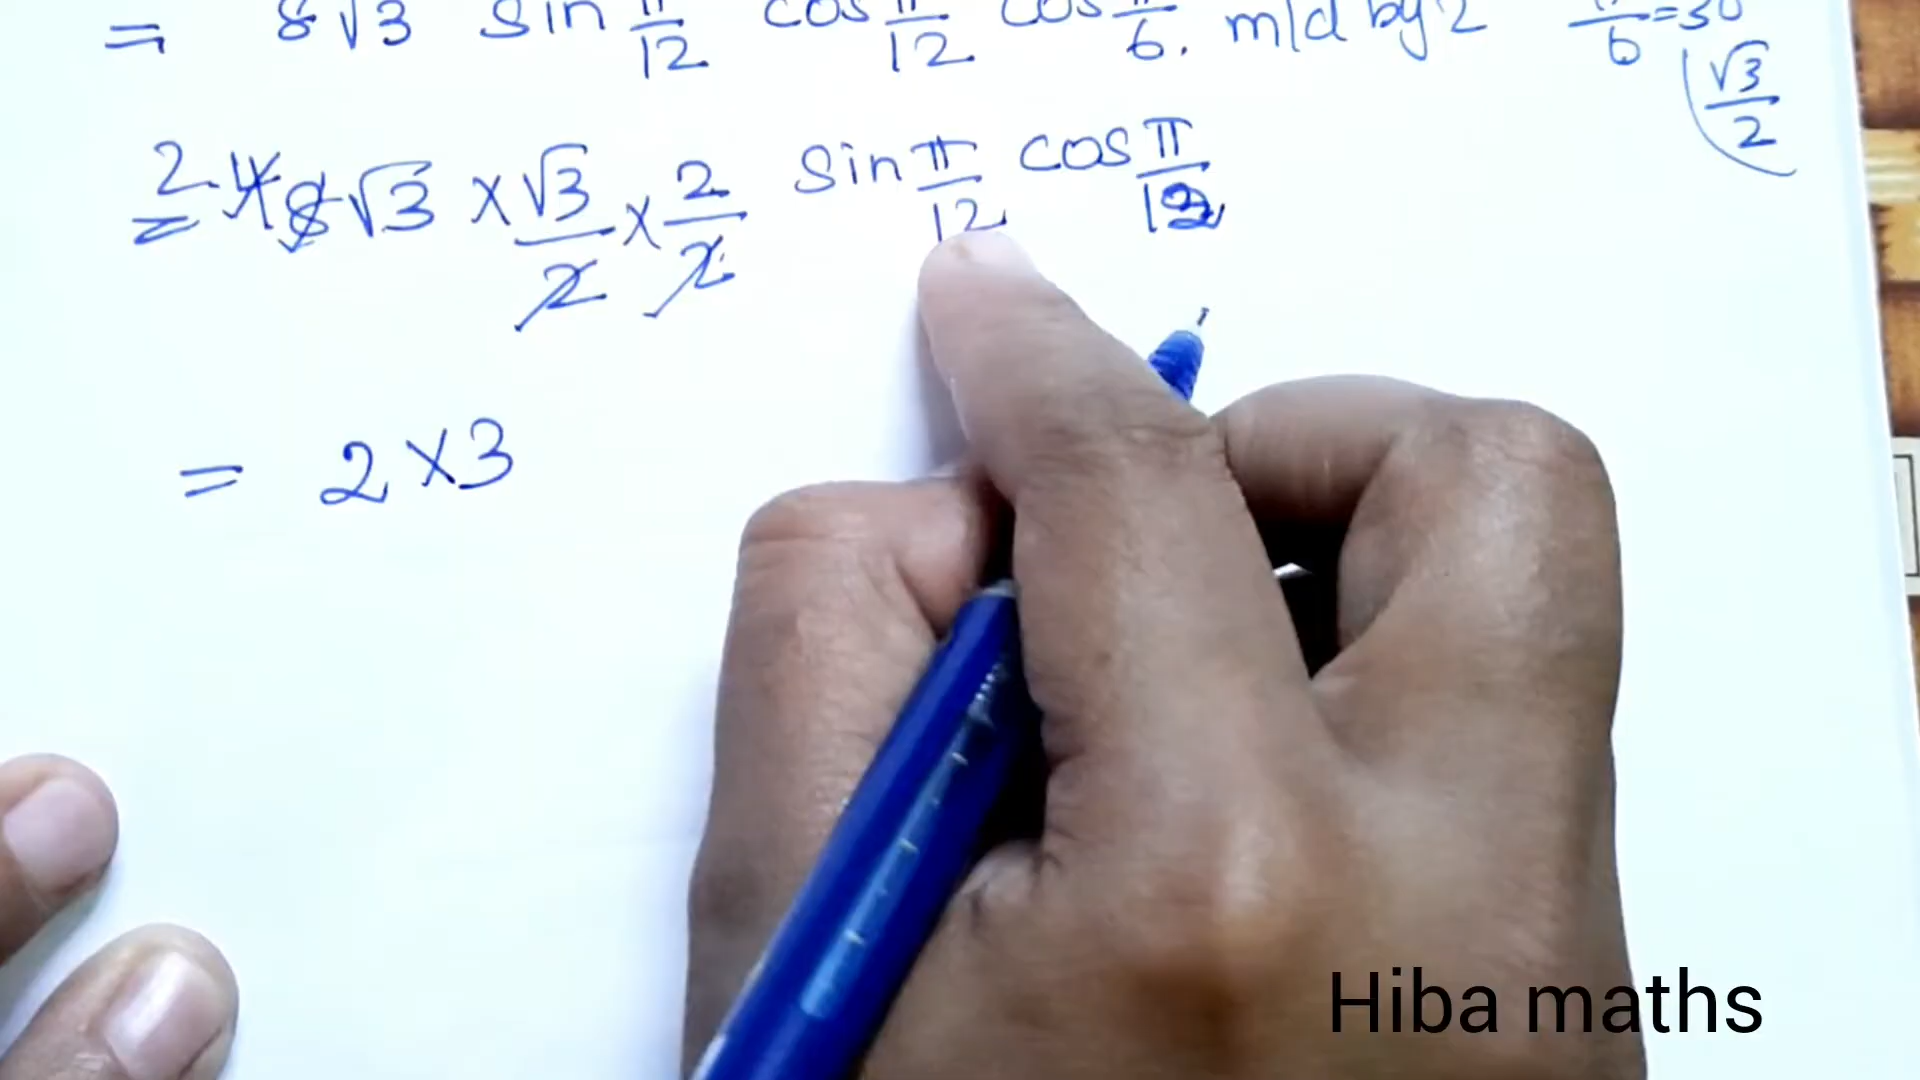 = 8√3 sin π/12 cos π/12 cos π/6. m/d by 2 π/6=30
√3/2
= 2 4 8√3 × √3/2 × 2/2 sin π/12 cos π/12
= 2×3
Hiba maths